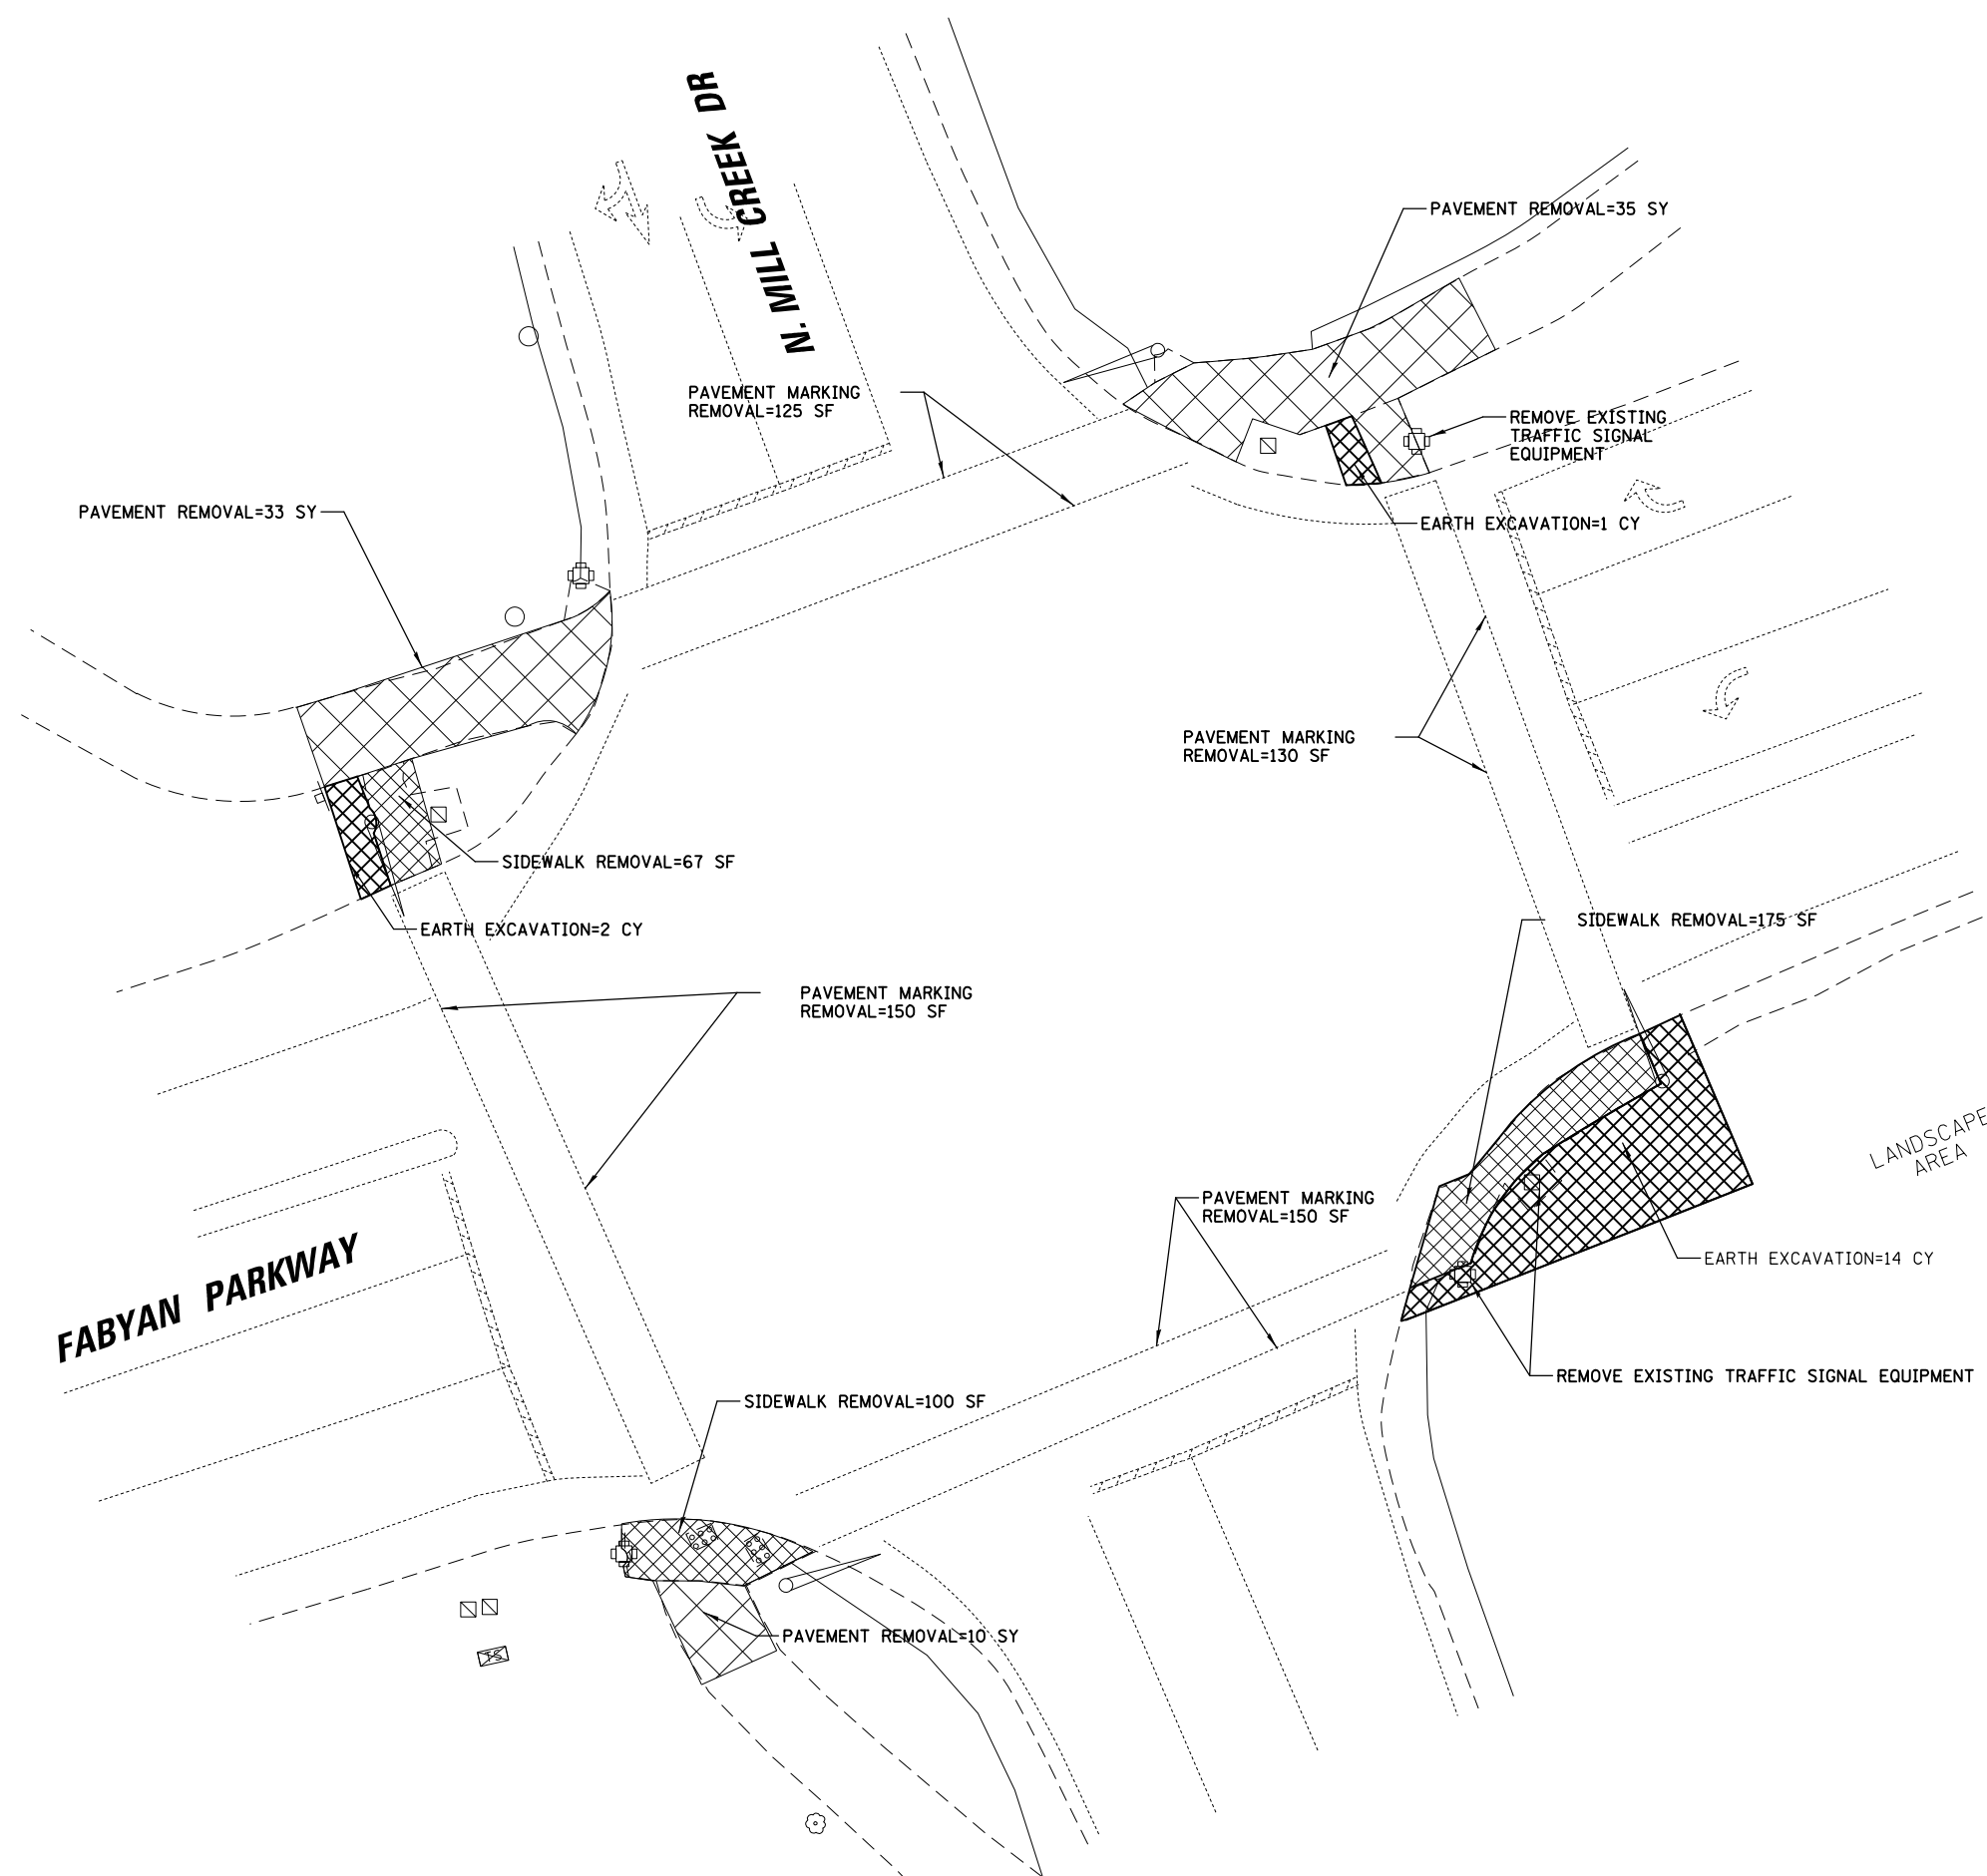 N. MILL CREEK DR
PAVEMENT REMOVAL=35 SY
PAVEMENT MARKING
REMOVAL=125 SF
REMOVE EXISTING
TRAFFIC SIGNAL
EQUIPMENT
PAVEMENT REMOVAL=33 SY
EARTH EXCAVATION=1 CY
PAVEMENT MARKING
REMOVAL=130 SF
SIDEWALK REMOVAL=67 SF
EARTH EXCAVATION=2 CY
SIDEWALK REMOVAL=175 SF
PAVEMENT MARKING
REMOVAL=150 SF
LANDSCAPE
AREA
PAVEMENT MARKING
REMOVAL=150 SF
EARTH EXCAVATION=14 CY
FABYAN PARKWAY
REMOVE EXISTING TRAFFIC SIGNAL EQUIPMENT
SIDEWALK REMOVAL=100 SF
PAVEMENT REMOVAL=10 SY